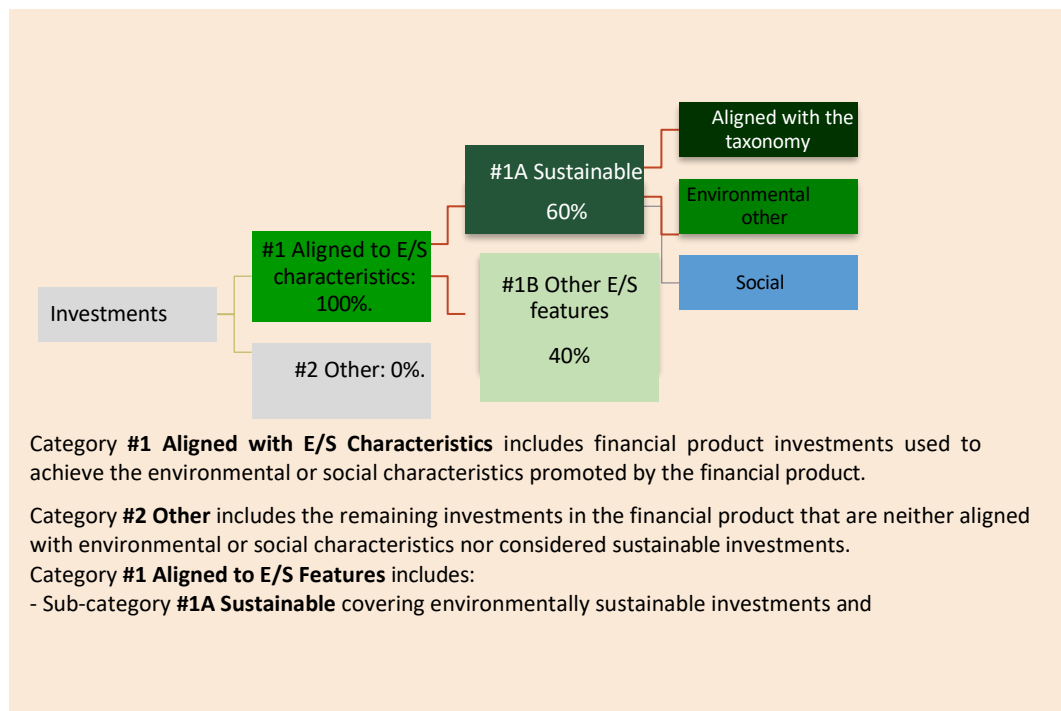 Aligned with the
taxonomy
#1A Sustainable
60%
Environmental
other
#1 Aligned to E/S
characteristics:
100%.
#1B Other E/S
features
40%
Social
Investments
#2 Other: 0%.
Category #1 Aligned with E/S Characteristics includes financial product investments used to
achieve the environmental or social characteristics promoted by the financial product.
Category #2 Other includes the remaining investments in the financial product that are neither aligned
with environmental or social characteristics nor considered sustainable investments.
Category #1 Aligned to E/S Features includes:
- Sub-category #1A Sustainable covering environmentally sustainable investments and